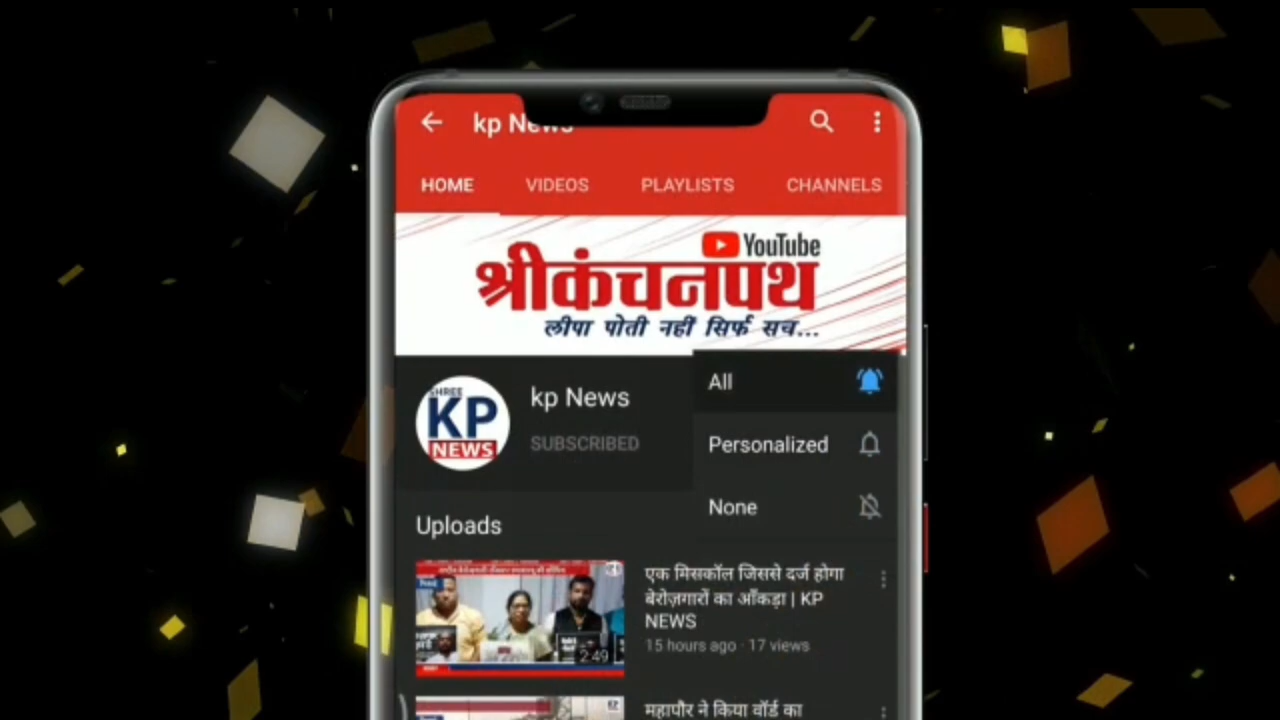 kp News
HOME VIDEOS PLAYLISTS CHANNELS
YouTube
श्रीकंचनपथ
लीपा पोती नहीं सिर्फ सच...
SHREE
KP
NEWS
kp News
SUBSCRIBED
All
Personalized
None
Uploads
2:49
एक मिसकॉल जिससे दर्ज होगा
बेरोज़गारों का आँकड़ा | KP
NEWS
15 hours ago · 17 views
महापौर ने किया वॉर्ड का